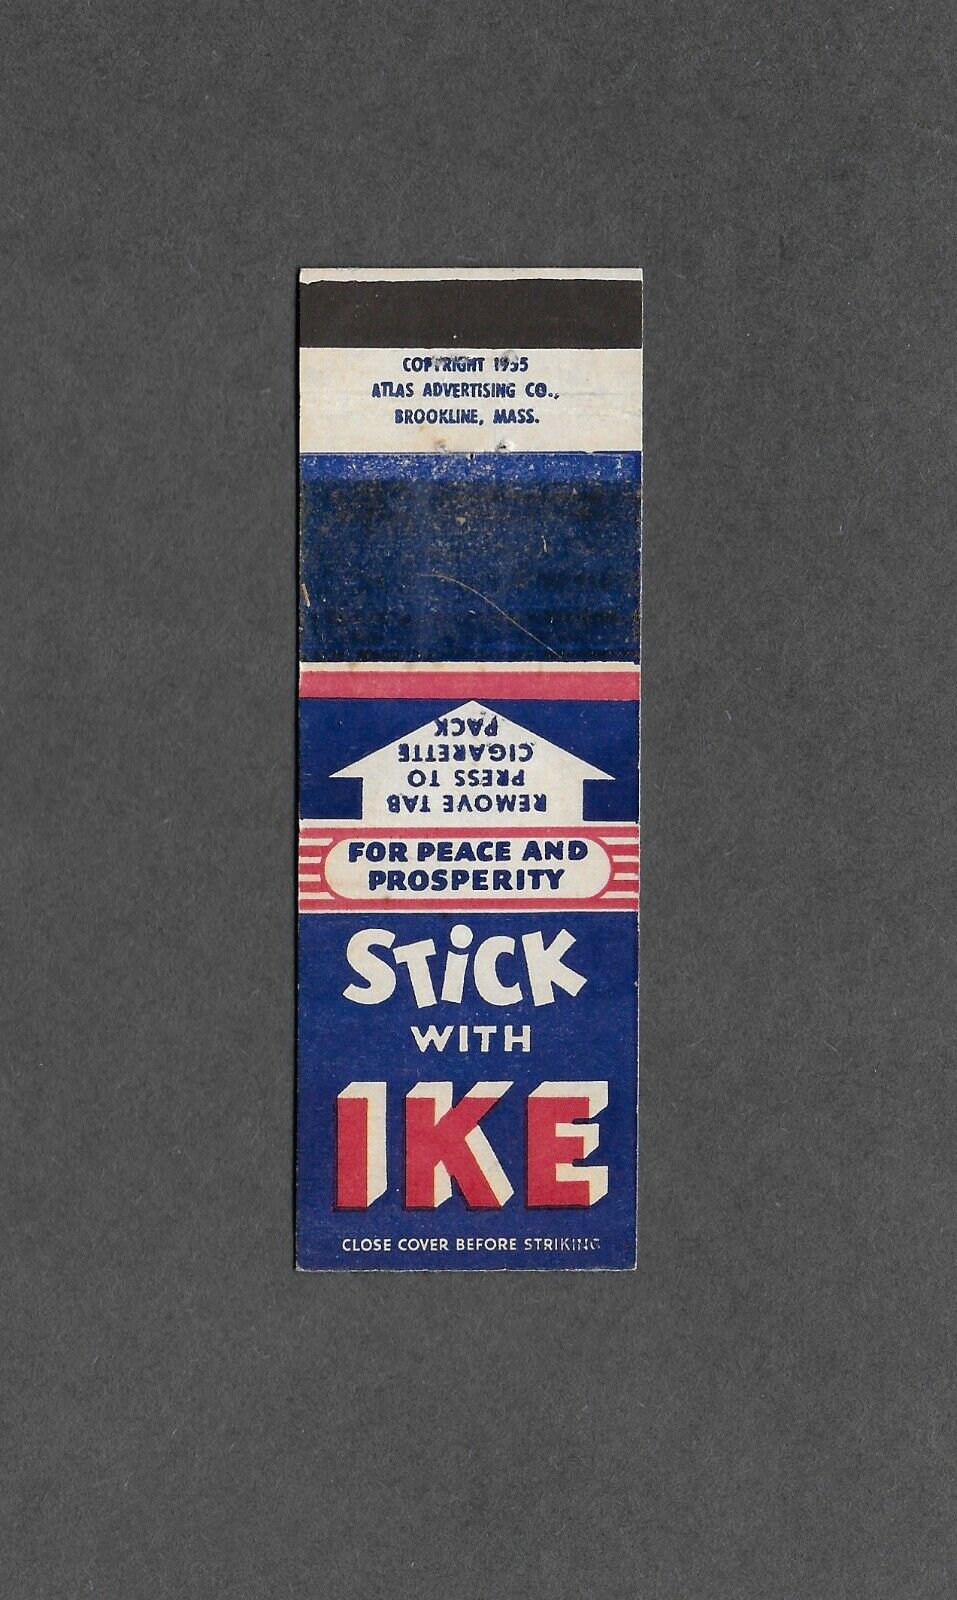 COPYRIGHT 1955
ATLAS ADVERTISING CO.,
BROOKLINE, MASS.
REMOVE TAB
PRESS TO
CIGARETTE
PACK
FOR PEACE AND
PROSPERITY
STiCK
WITH
IKE
CLOSE COVER BEFORE STRIKING